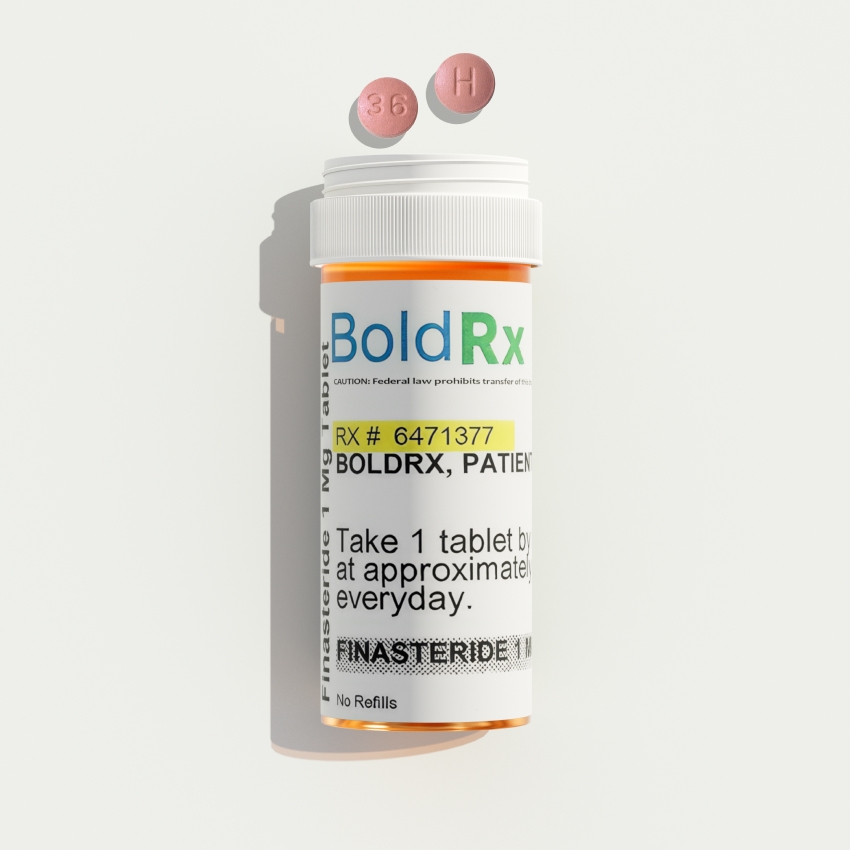 36
H
BoldRx
CAUTION: Federal law prohibits transfer of this
RX # 6471377
BOLDRX, PATIEN
Take 1 tablet by
at approximately
everyday.
FINASTERIDE 1 M
No Refills
Finasteride 1 Mg Tablet